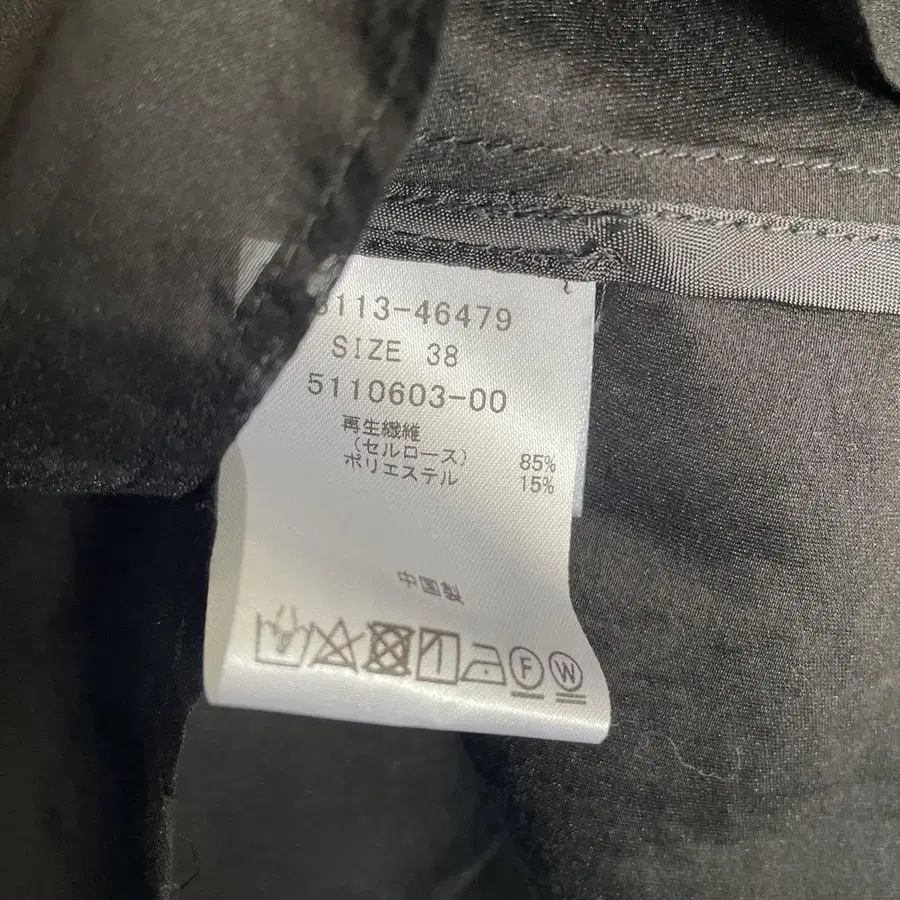 3113-46479
SIZE 38
5110603-00
再生繊維
(セルロース) 85%
ポリエステル 15%
中国製
F W